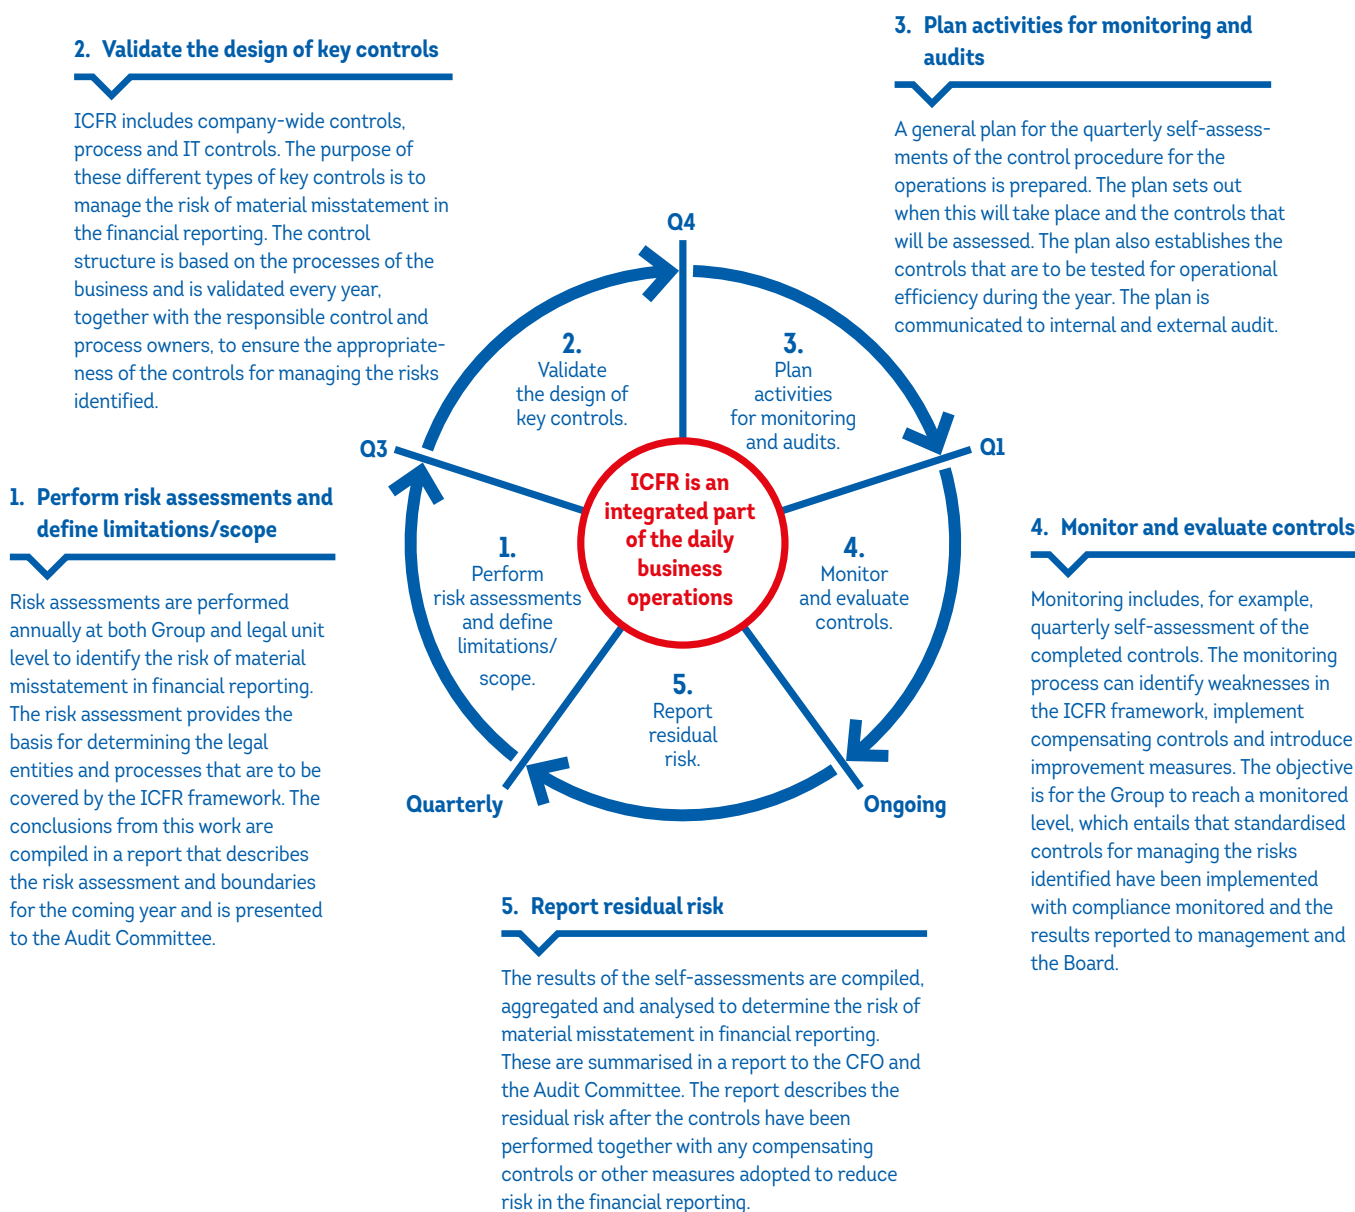 2. Validate the design of key controls
ICFR includes company-wide controls,
process and IT controls. The purpose of
these different types of key controls is to
manage the risk of material misstatement in
the financial reporting. The control
structure is based on the processes of the
business and is validated every year,
together with the responsible control and
process owners, to ensure the appropriate-
ness of the controls for managing the risks
identified.
3. Plan activities for monitoring and
audits
A general plan for the quarterly self-assess-
ments of the control procedure for the
operations is prepared. The plan sets out
when this will take place and the controls that
will be assessed. The plan also establishes the
controls that are to be tested for operational
efficiency during the year. The plan is
communicated to internal and external audit.
Q4
2.
Validate
the design of
key controls.
3.
Plan
activities
for monitoring
and audits.
Q3
Q1
ICFR is an
integrated part
of the daily
business
operations
1.
Perform
risk assessments
and define
limitations/
scope.
4.
Monitor
and evaluate
controls.
5.
Report
residual
risk.
Quarterly
Ongoing
1. Perform risk assessments and
define limitations/scope
Risk assessments are performed
annually at both Group and legal unit
level to identify the risk of material
misstatement in financial reporting.
The risk assessment provides the
basis for determining the legal
entities and processes that are to be
covered by the ICFR framework. The
conclusions from this work are
compiled in a report that describes
the risk assessment and boundaries
for the coming year and is presented
to the Audit Committee.
4. Monitor and evaluate controls
Monitoring includes, for example,
quarterly self-assessment of the
completed controls. The monitoring
process can identify weaknesses in
the ICFR framework, implement
compensating controls and introduce
improvement measures. The objective
is for the Group to reach a monitored
level, which entails that standardised
controls for managing the risks
identified have been implemented
with compliance monitored and the
results reported to management and
the Board.
5. Report residual risk
The results of the self-assessments are compiled,
aggregated and analysed to determine the risk of
material misstatement in financial reporting.
These are summarised in a report to the CFO and
the Audit Committee. The report describes the
residual risk after the controls have been
performed together with any compensating
controls or other measures adopted to reduce
risk in the financial reporting.